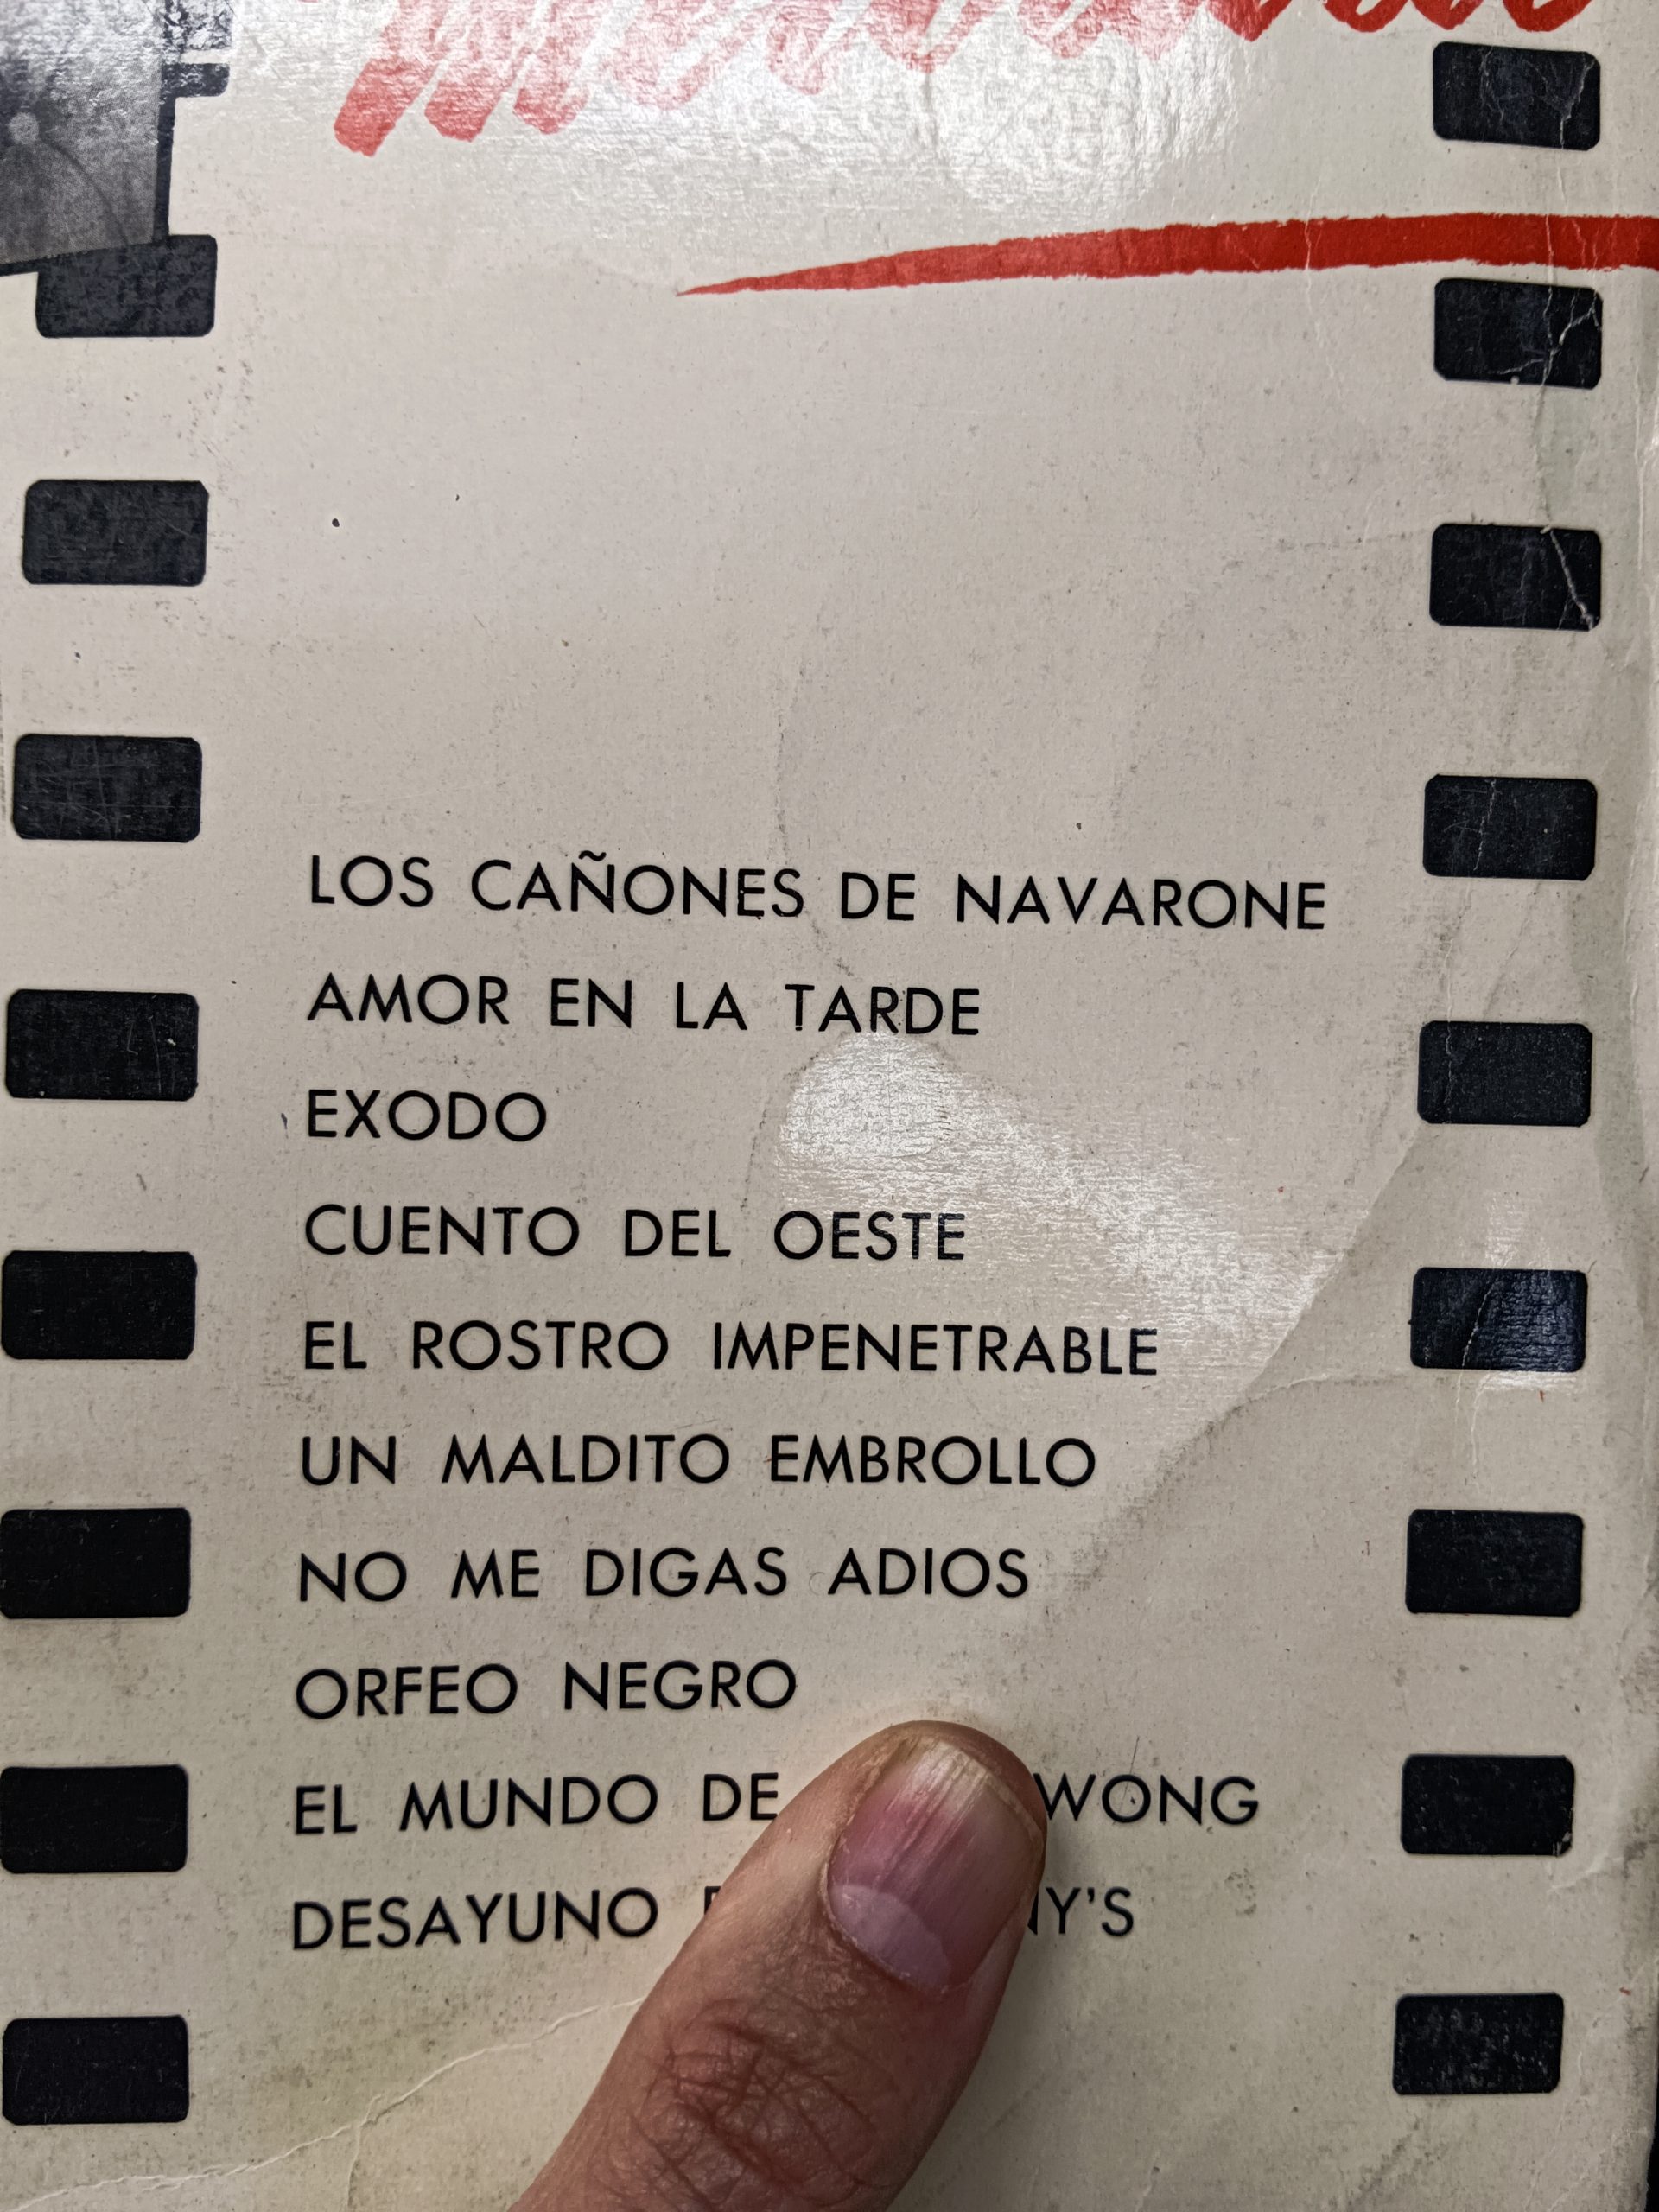 LOS CAÑONES DE NAVARONE
AMOR EN LA TARDE
EXODO
CUENTO DEL OESTE
EL ROSTRO IMPENETRABLE
UN MALDITO EMBROLLO
NO ME DIGAS ADIOS
ORFEO NEGRO
EL MUNDO DE WONG
DESAYUNO